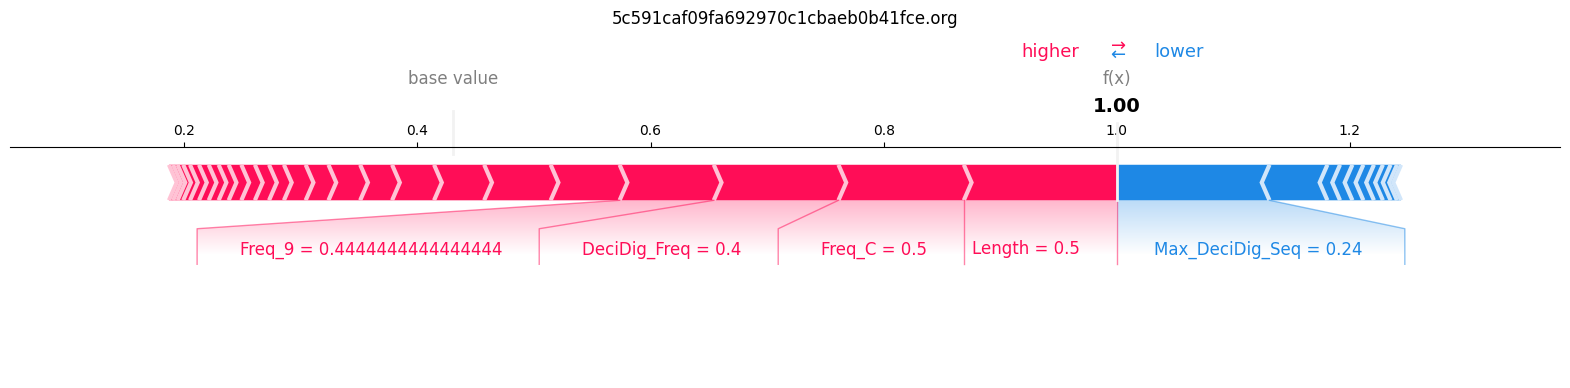 5c591caf09fa692970c1cbaeb0b41fce.org
higher ⇄ lower
base value f(x)
1.00
0.2 0.4 0.6 0.8 1.0 1.2
Freq_9 = 0.4444444444444444 DeciDig_Freq = 0.4 Freq_C = 0.5 Length = 0.5 Max_DeciDig_Seq = 0.24